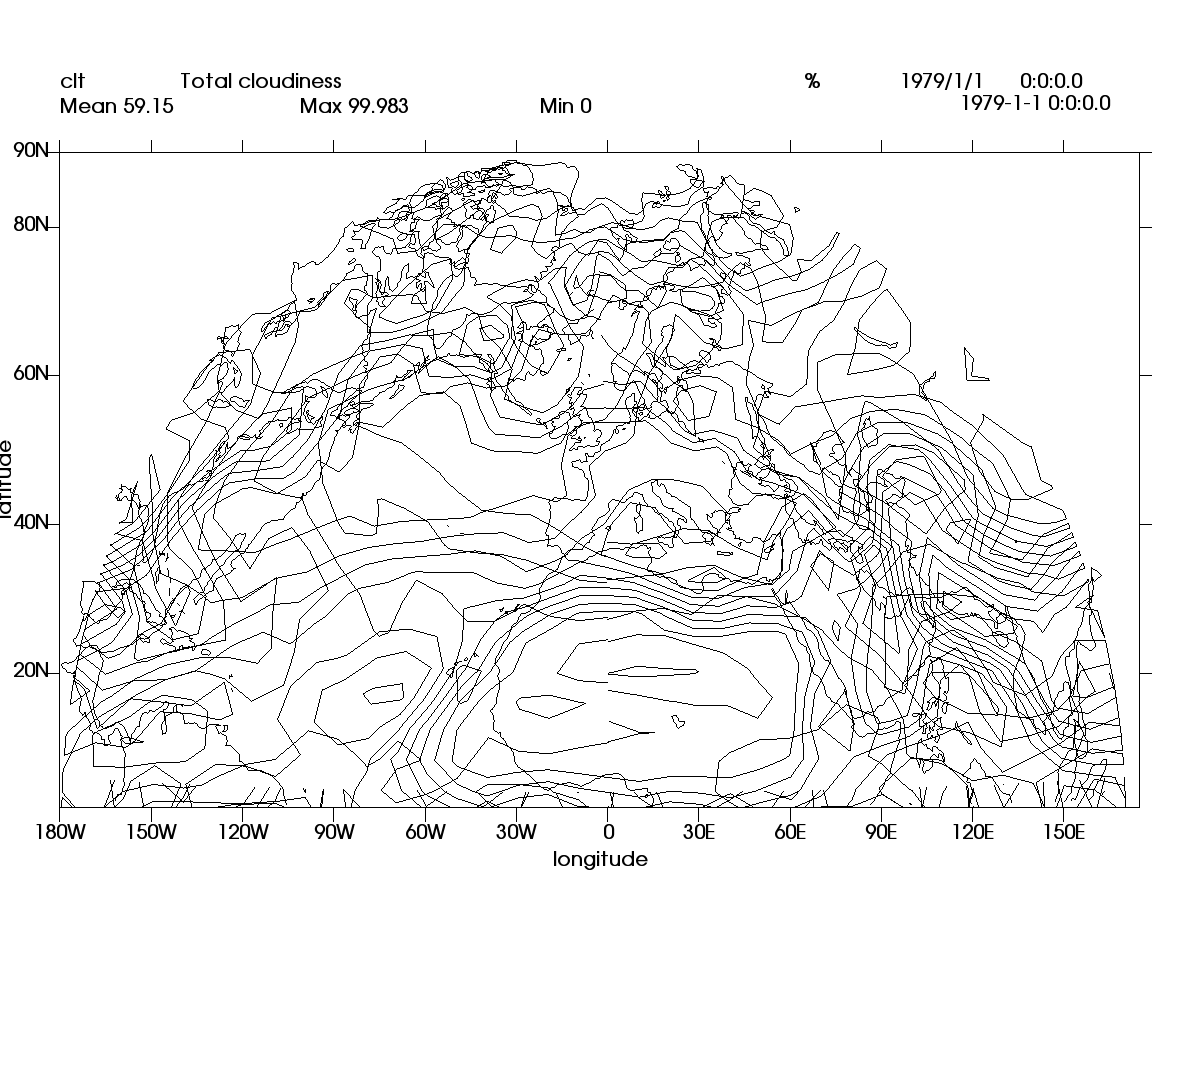 clt Total cloudiness % 1979/1/1 0:0:0.0
Mean 59.15 Max 99.983 Min 0 1979-1-1 0:0:0.0
90N
80N
60N
40N
20N
latitude
180W 150W 120W 90W 60W 30W 0 30E 60E 90E 120E 150E
longitude